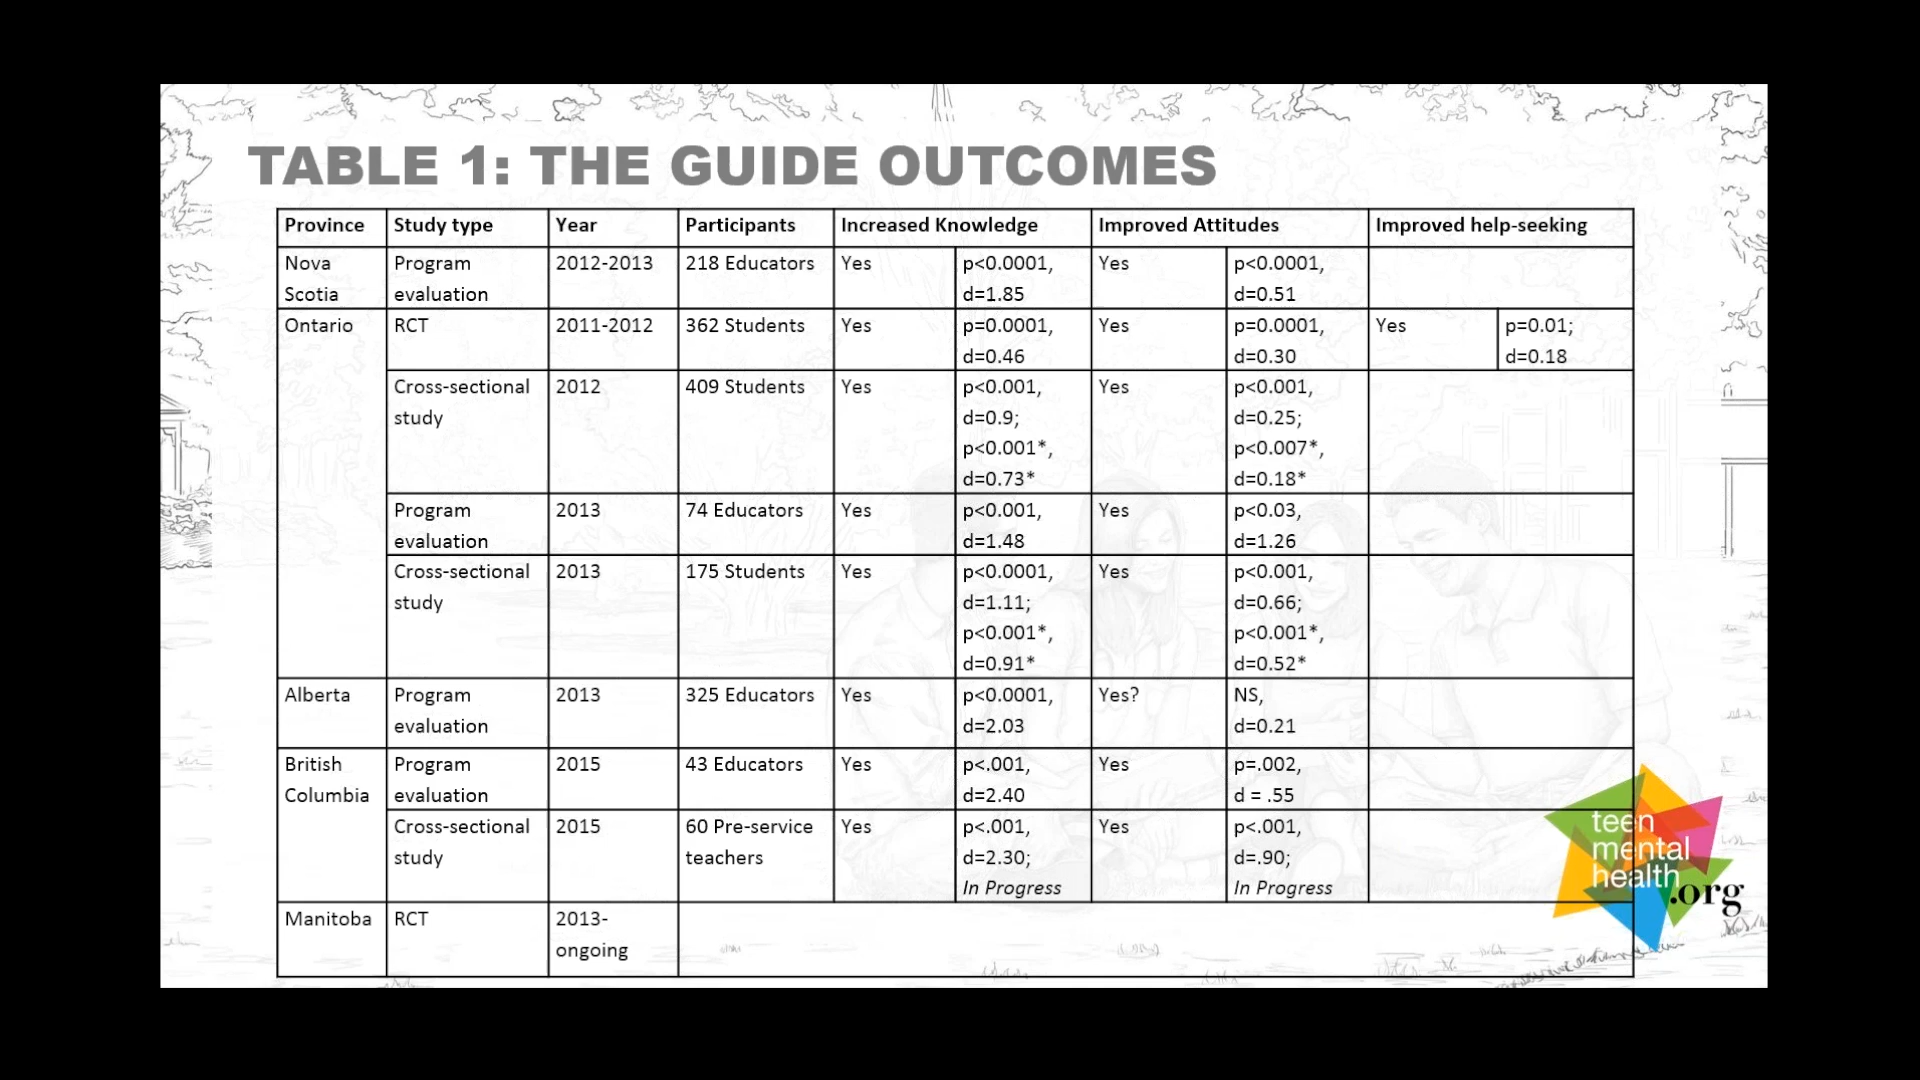 TABLE 1: THE GUIDE OUTCOMES
Province Study type Year Participants Increased Knowledge Improved Attitudes Improved help-seeking
Nova Program 2012-2013 218 Educators Yes p<0.0001, Yes p<0.0001,
Scotia evaluation d=1.85 d=0.51
Ontario RCT 2011-2012 362 Students Yes p=0.0001, Yes p=0.0001, Yes p=0.01;
d=0.46 d=0.30 d=0.18
Cross-sectional 2012 409 Students Yes p<0.001, Yes p<0.001,
study d=0.9; d=0.25;
p<0.001*, p<0.007*,
d=0.73* d=0.18*
Program 2013 74 Educators Yes p<0.001, Yes p<0.03,
evaluation d=1.48 d=1.26
Cross-sectional 2013 175 Students Yes p<0.0001, Yes p<0.001,
study d=1.11; d=0.66;
p<0.001*, p<0.001*,
d=0.91* d=0.52*
Alberta Program 2013 325 Educators Yes p<0.0001, Yes? NS,
evaluation d=2.03 d=0.21
British Program 2015 43 Educators Yes p<.001, Yes p=.002,
Columbia evaluation d=2.40 d = .55
Cross-sectional 2015 60 Pre-service Yes p<.001, Yes p<.001,
study teachers d=2.30; d=.90;
In Progress In Progress
Manitoba RCT 2013-
ongoing
teen
mental
health
.org